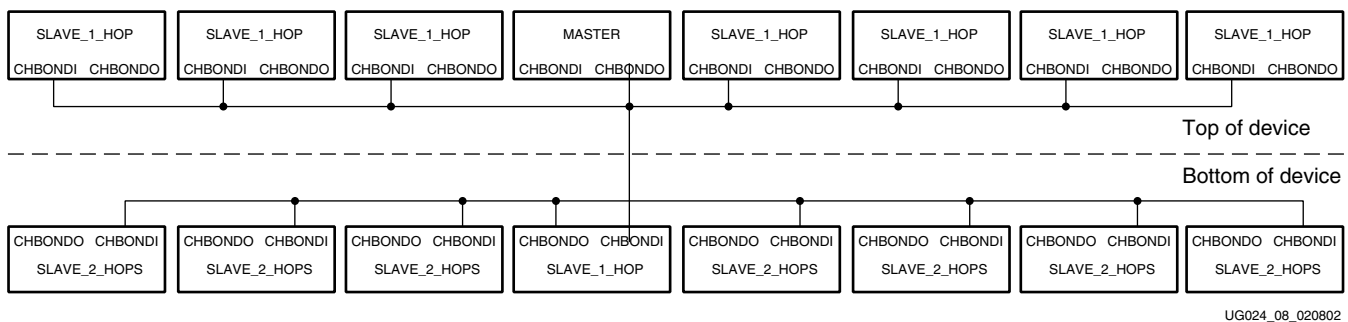 SLAVE_1_HOP SLAVE_1_HOP SLAVE_1_HOP MASTER SLAVE_1_HOP SLAVE_1_HOP SLAVE_1_HOP SLAVE_1_HOP
CHBONDI CHBONDO CHBONDI CHBONDO CHBONDI CHBONDO CHBONDI CHBONDO CHBONDI CHBONDO CHBONDI CHBONDO CHBONDI CHBONDO CHBONDI CHBONDO
Top of device
Bottom of device
CHBONDO CHBONDI CHBONDO CHBONDI CHBONDO CHBONDI CHBONDO CHBONDI CHBONDO CHBONDI CHBONDO CHBONDI CHBONDO CHBONDI CHBONDO CHBONDI
SLAVE_2_HOPS SLAVE_2_HOPS SLAVE_2_HOPS SLAVE_1_HOP SLAVE_2_HOPS SLAVE_2_HOPS SLAVE_2_HOPS SLAVE_2_HOPS
UG024_08_020802